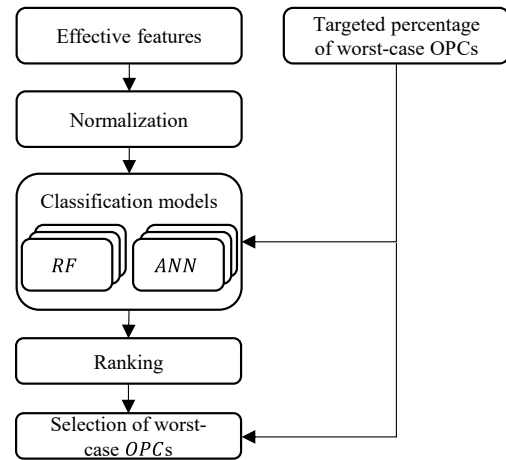 Effective features
Targeted percentage
of worst-case OPCs
Normalization
Classification models
RF
ANN
Ranking
Selection of worst-
case OPCs